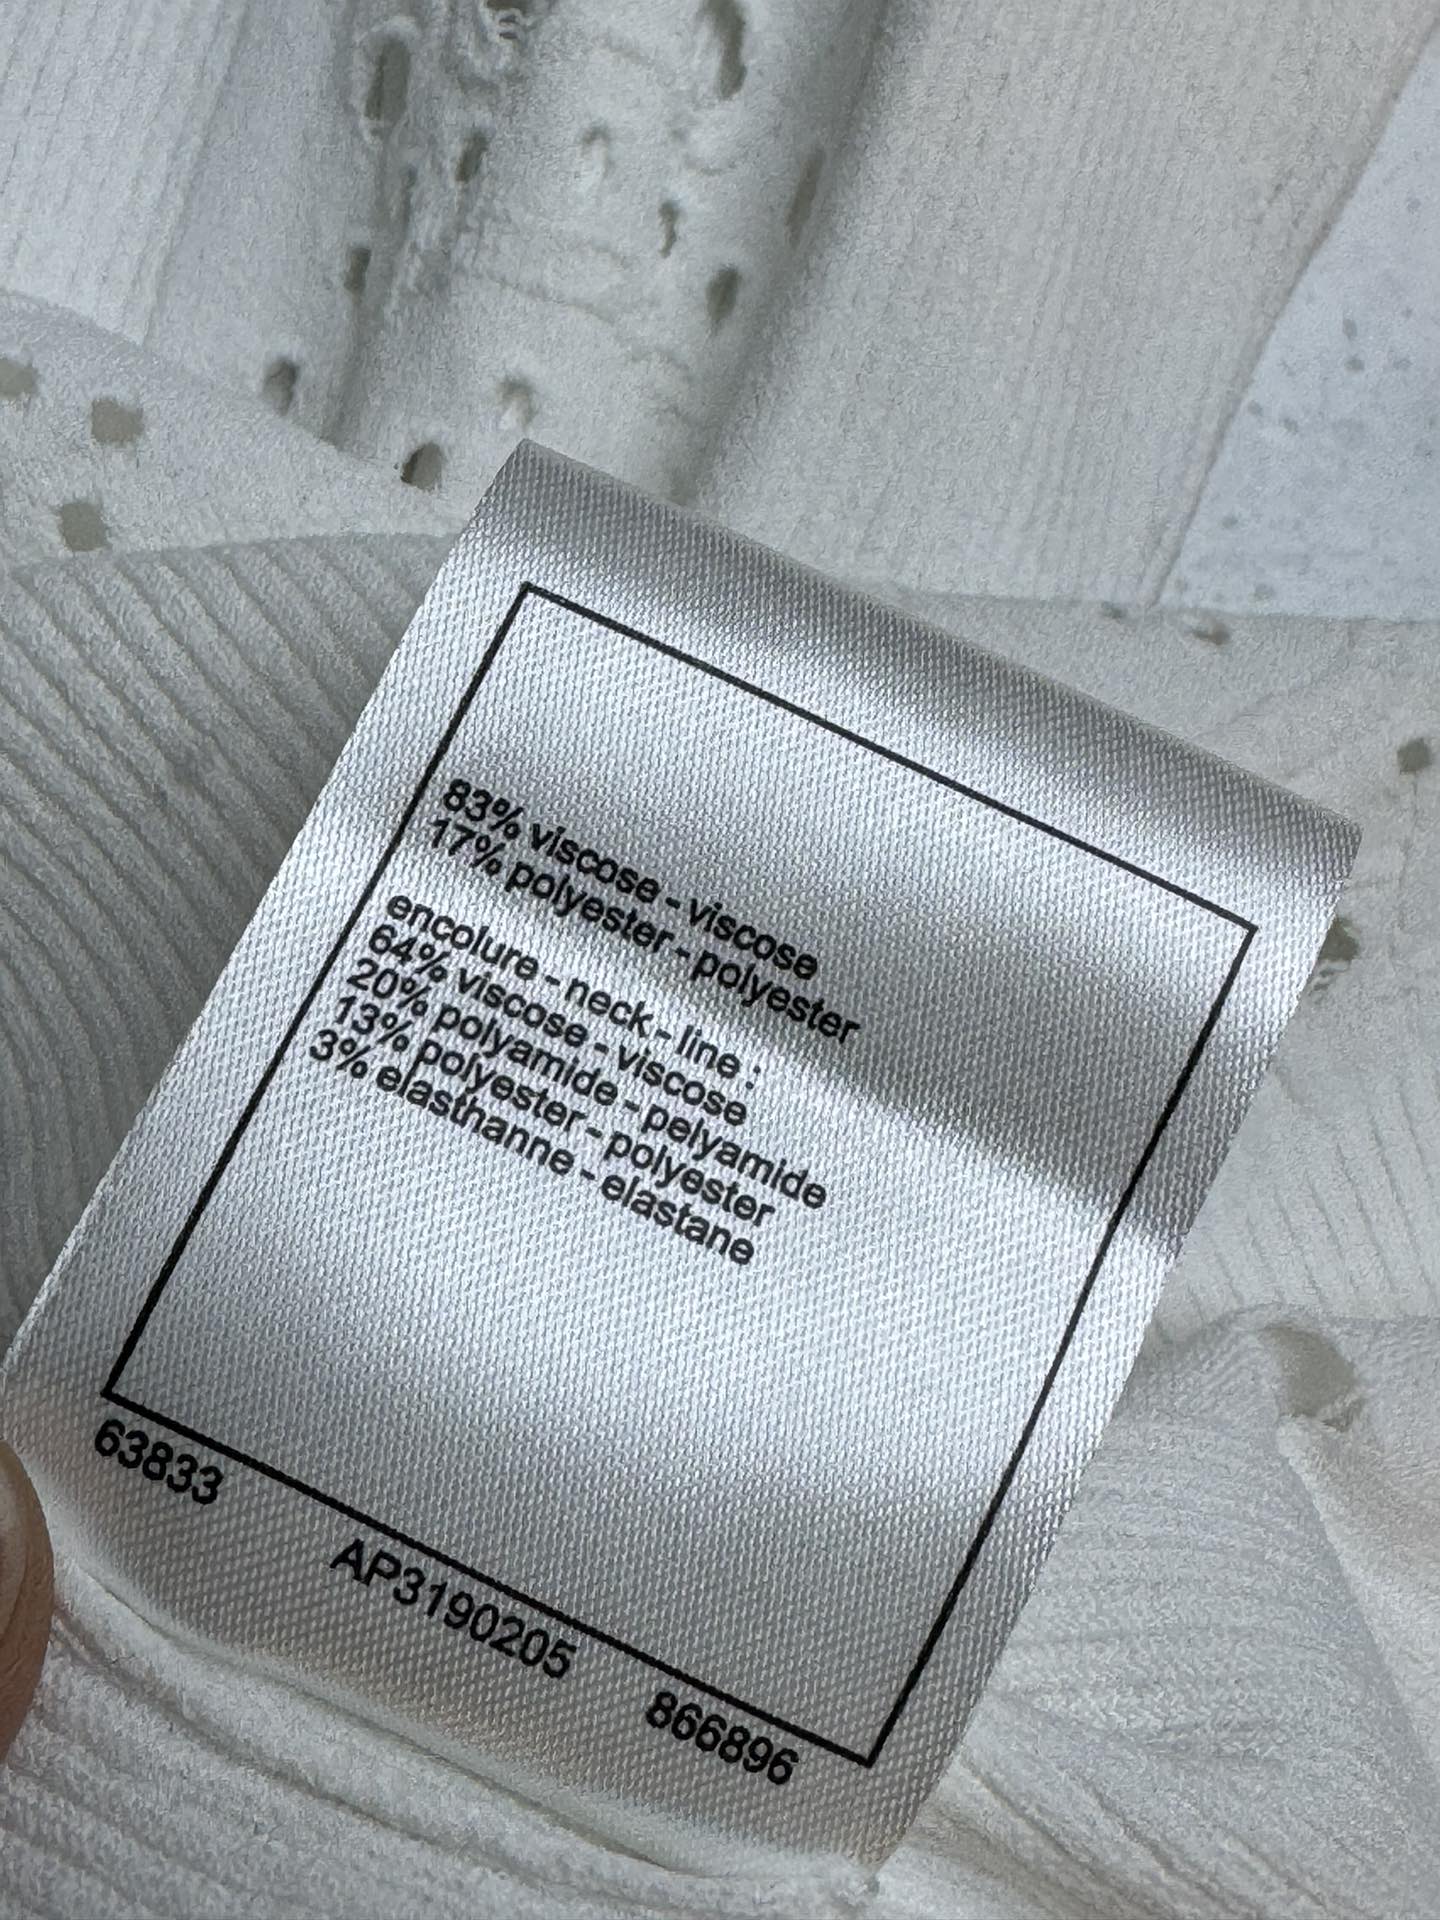 83% viscose - viscose
17% polyester - polyester
encolure - neck - line :
64% viscose - viscose
20% polyamide - pelyamide
13% polyester - polyester
3% elasthanne - elastane
63833
AP3190205
866896